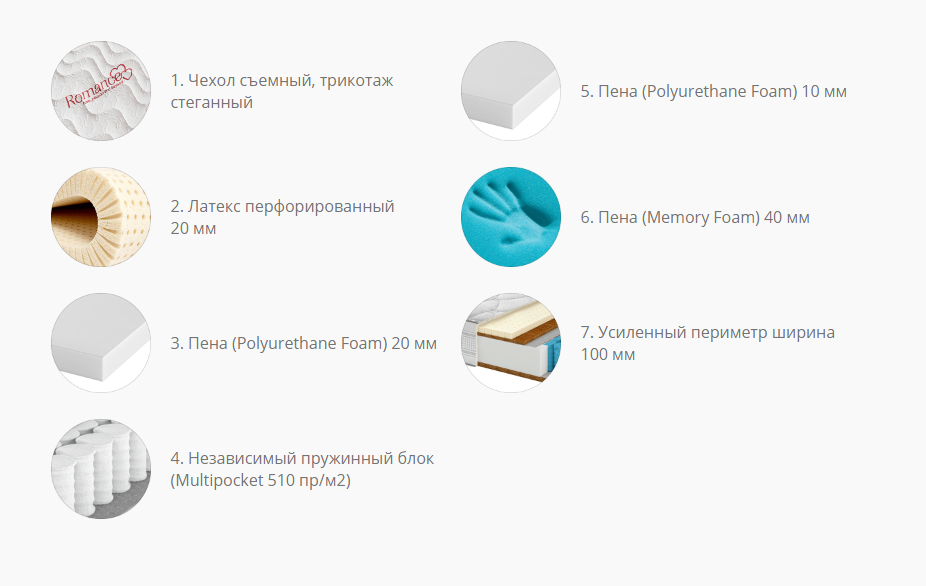 Romance
1. Чехол съемный, трикотаж
стеганный
2. Латекс перфорированный
20 мм
3. Пена (Polyurethane Foam) 20 мм
4. Независимый пружинный блок
(Multipocket 510 пр/м2)
5. Пена (Polyurethane Foam) 10 мм
6. Пена (Memory Foam) 40 мм
7. Усиленный периметр ширина
100 мм